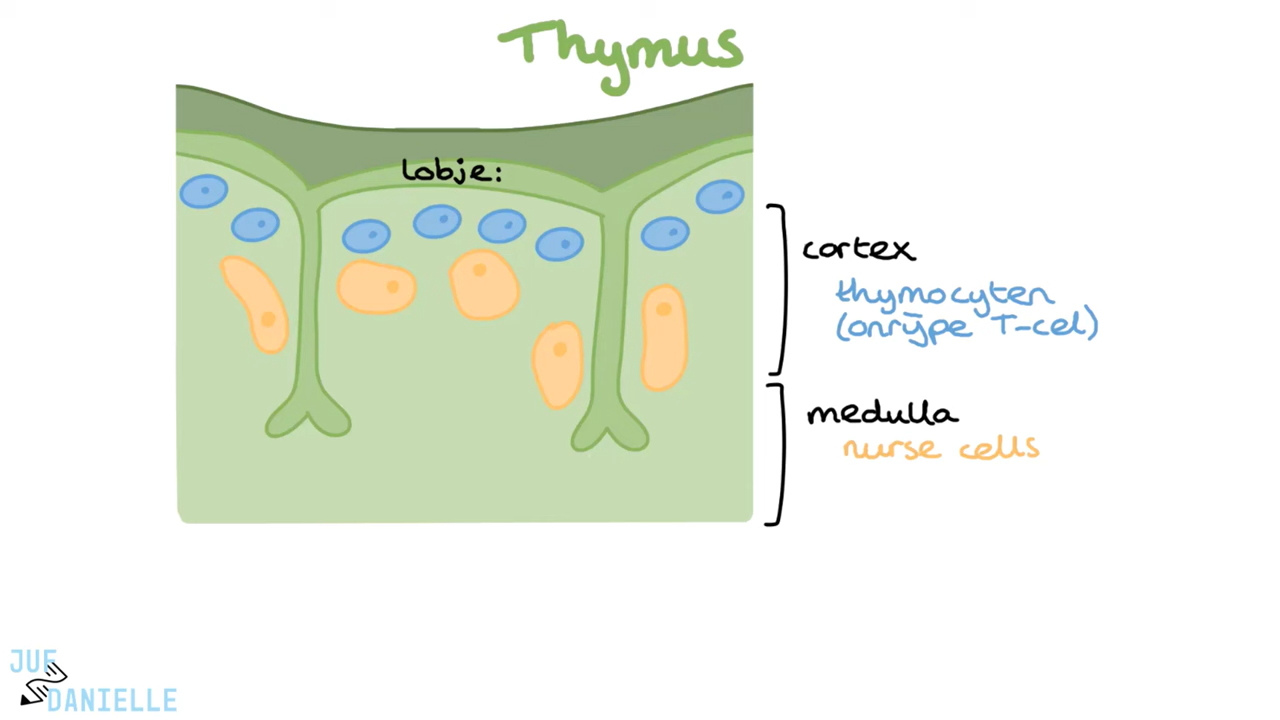 Thymus
lobje:
cortex
thymocyten
(onrijpe T-cel)
medulla
nurse cells
JUF
DANIELLE